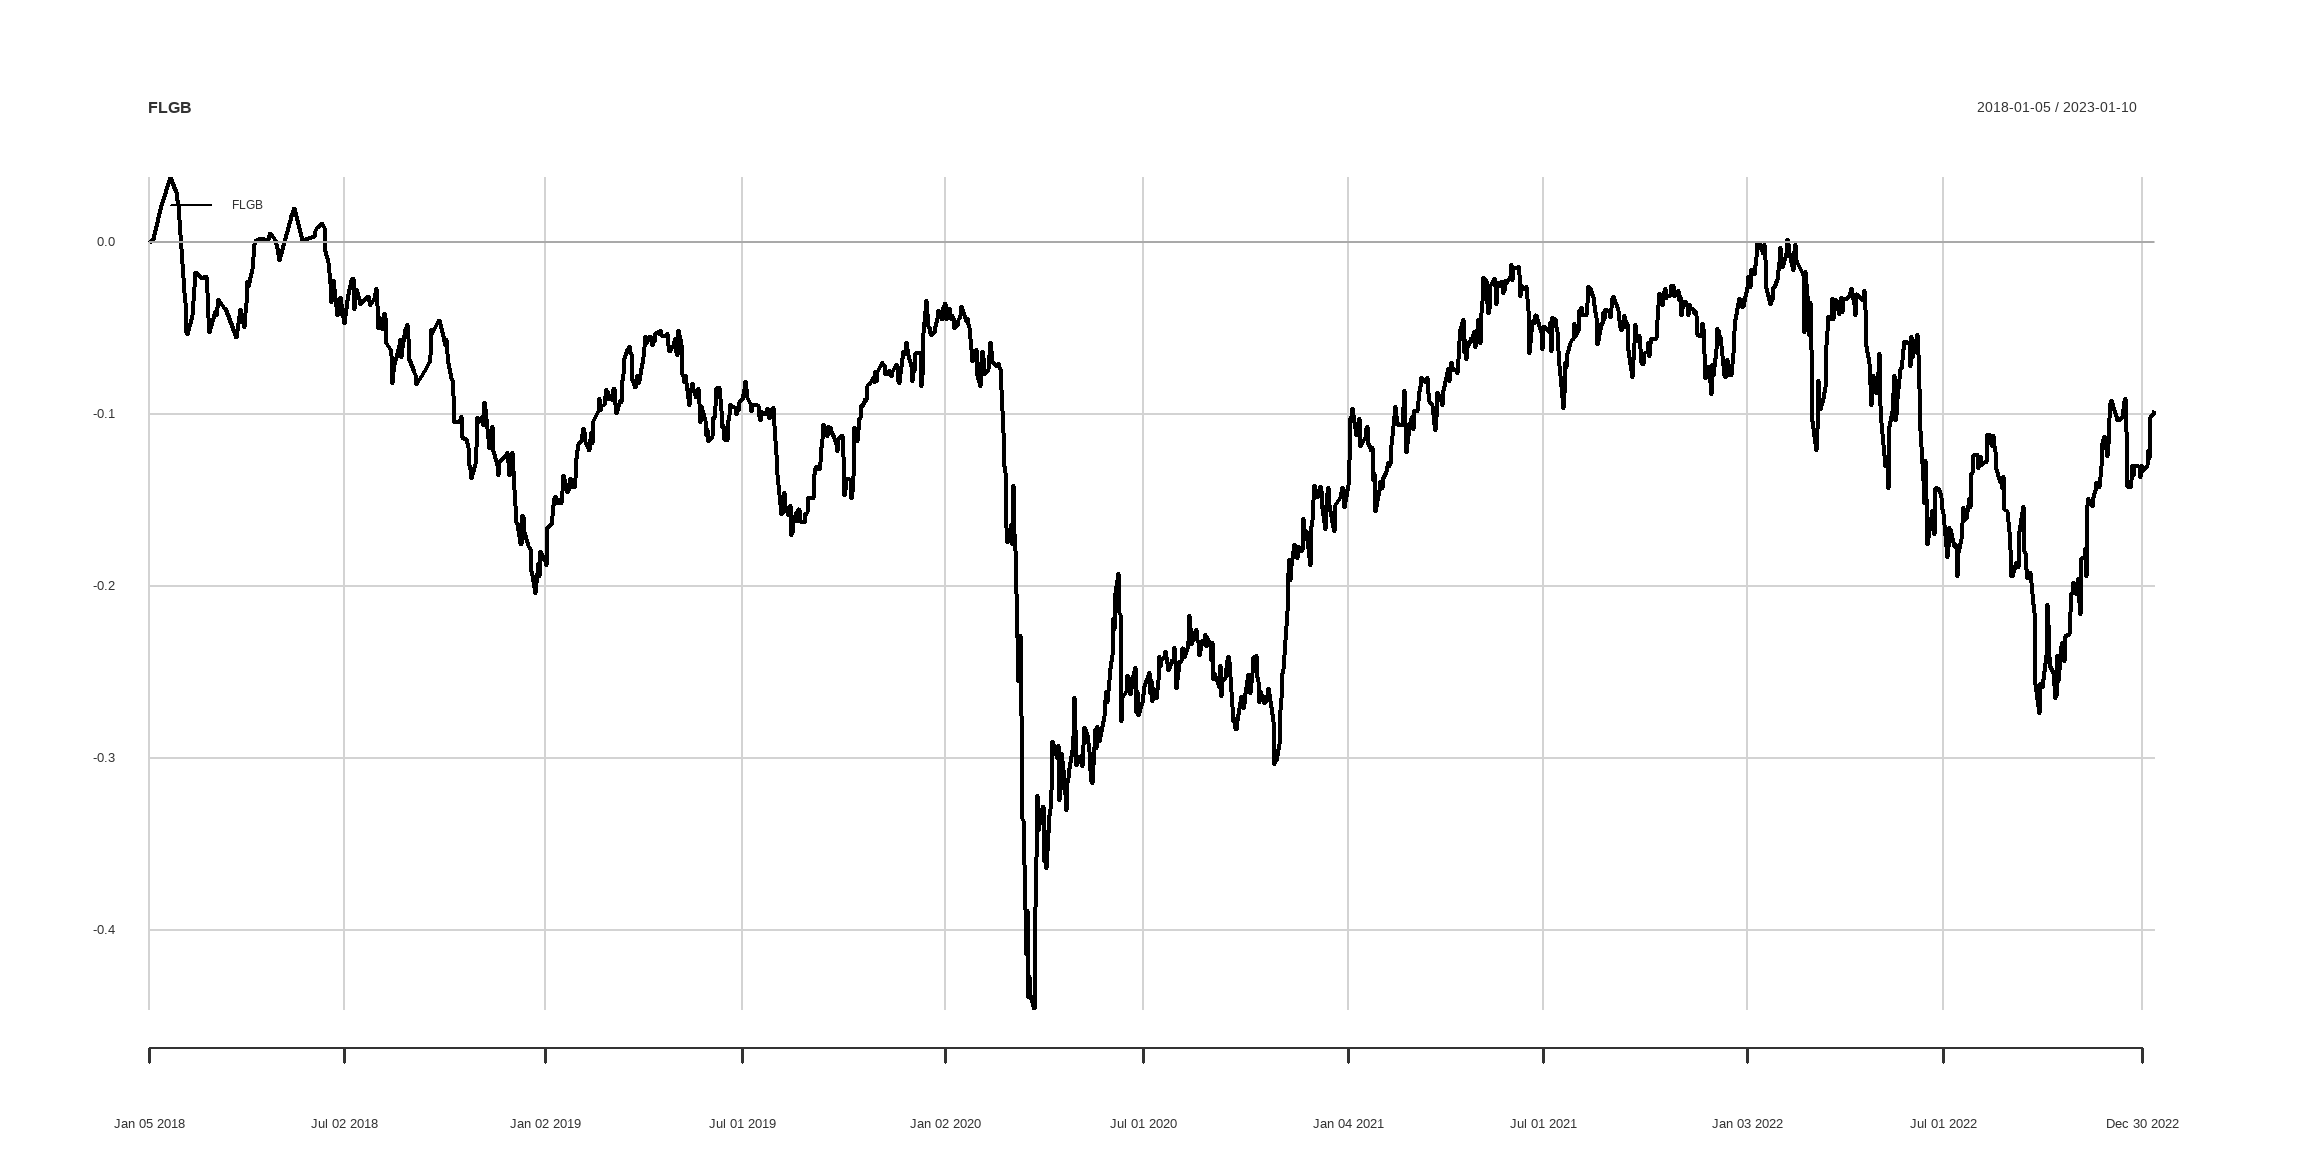 FLGB
2018-01-05 / 2023-01-10
FLGB
0.0
-0.1
-0.2
-0.3
-0.4
Jan 05 2018
Jul 02 2018
Jan 02 2019
Jul 01 2019
Jan 02 2020
Jul 01 2020
Jan 04 2021
Jul 01 2021
Jan 03 2022
Jul 01 2022
Dec 30 2022